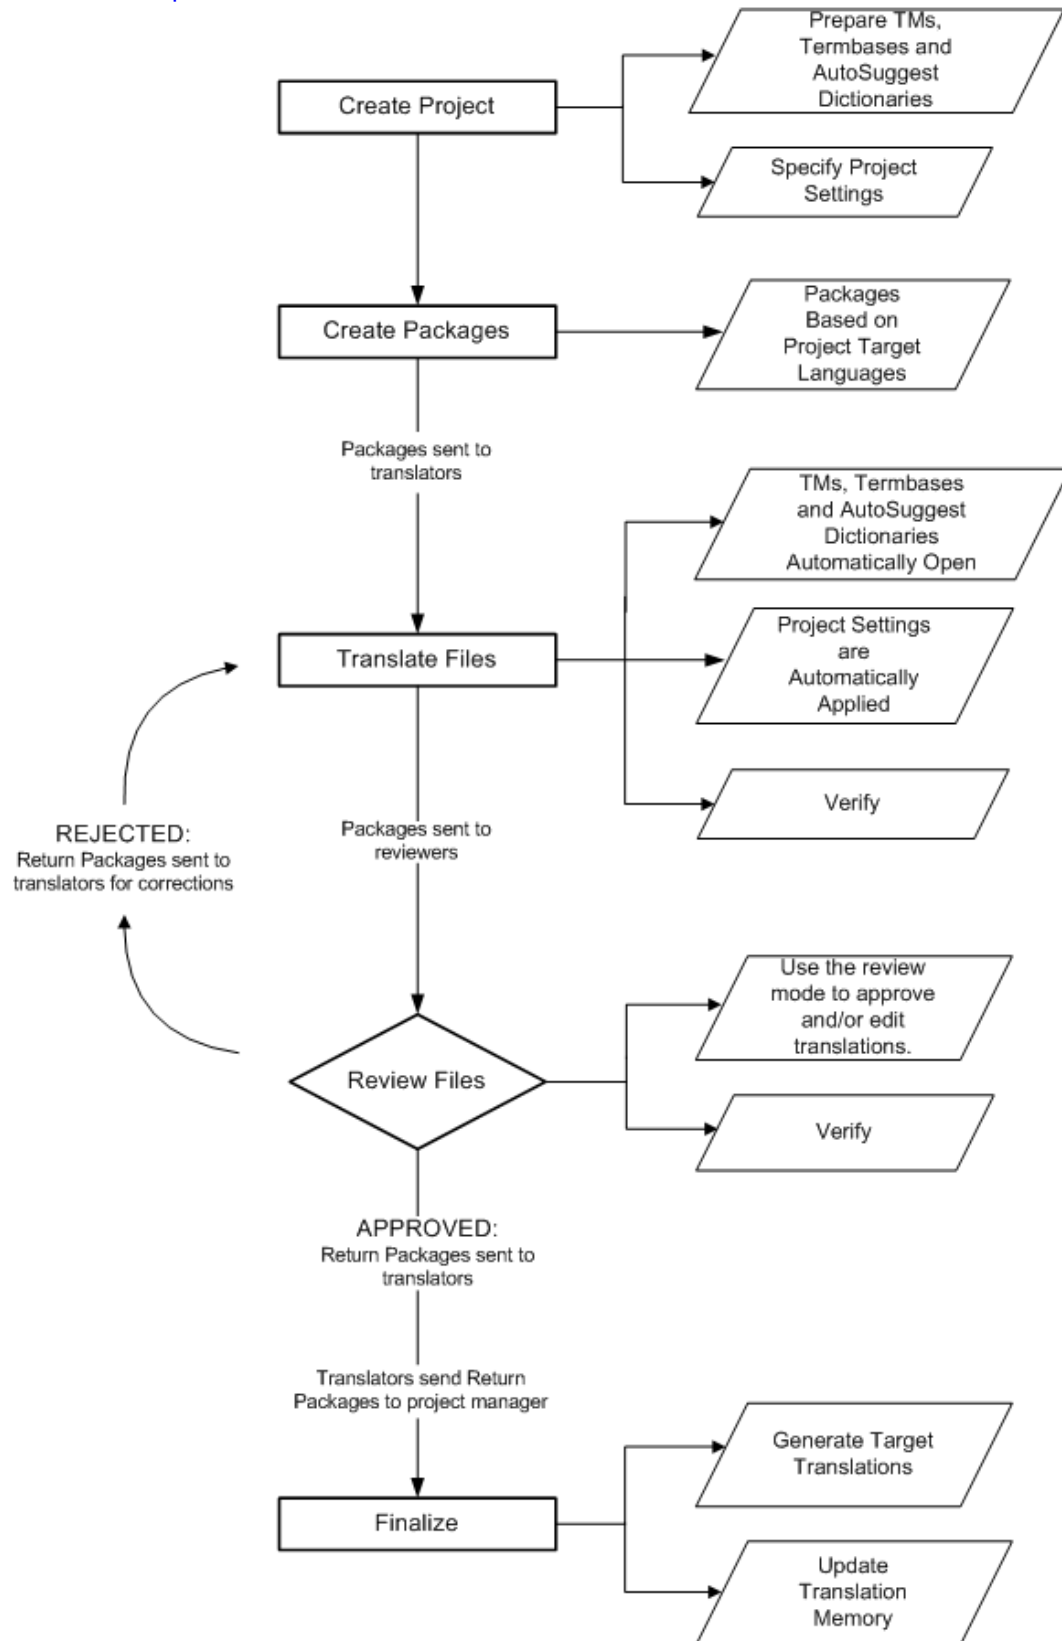 Prepare TMs,
Termbases and
AutoSuggest
Dictionaries
Create Project
Specify Project
Settings
Packages
Based on
Project Target
Languages
Create Packages
Packages sent to
translators
TMs, Termbases
and AutoSuggest
Dictionaries
Automatically Open
Translate Files
Project Settings
are
Automatically
Applied
Verify
Packages sent to
reviewers
REJECTED:
Return Packages sent to
translators for corrections
Use the review
mode to approve
and/or edit
translations.
Review Files
Verify
APPROVED:
Return Packages sent to
translators
Translators send Return
Packages to project manager
Generate Target
Translations
Finalize
Update
Translation
Memory